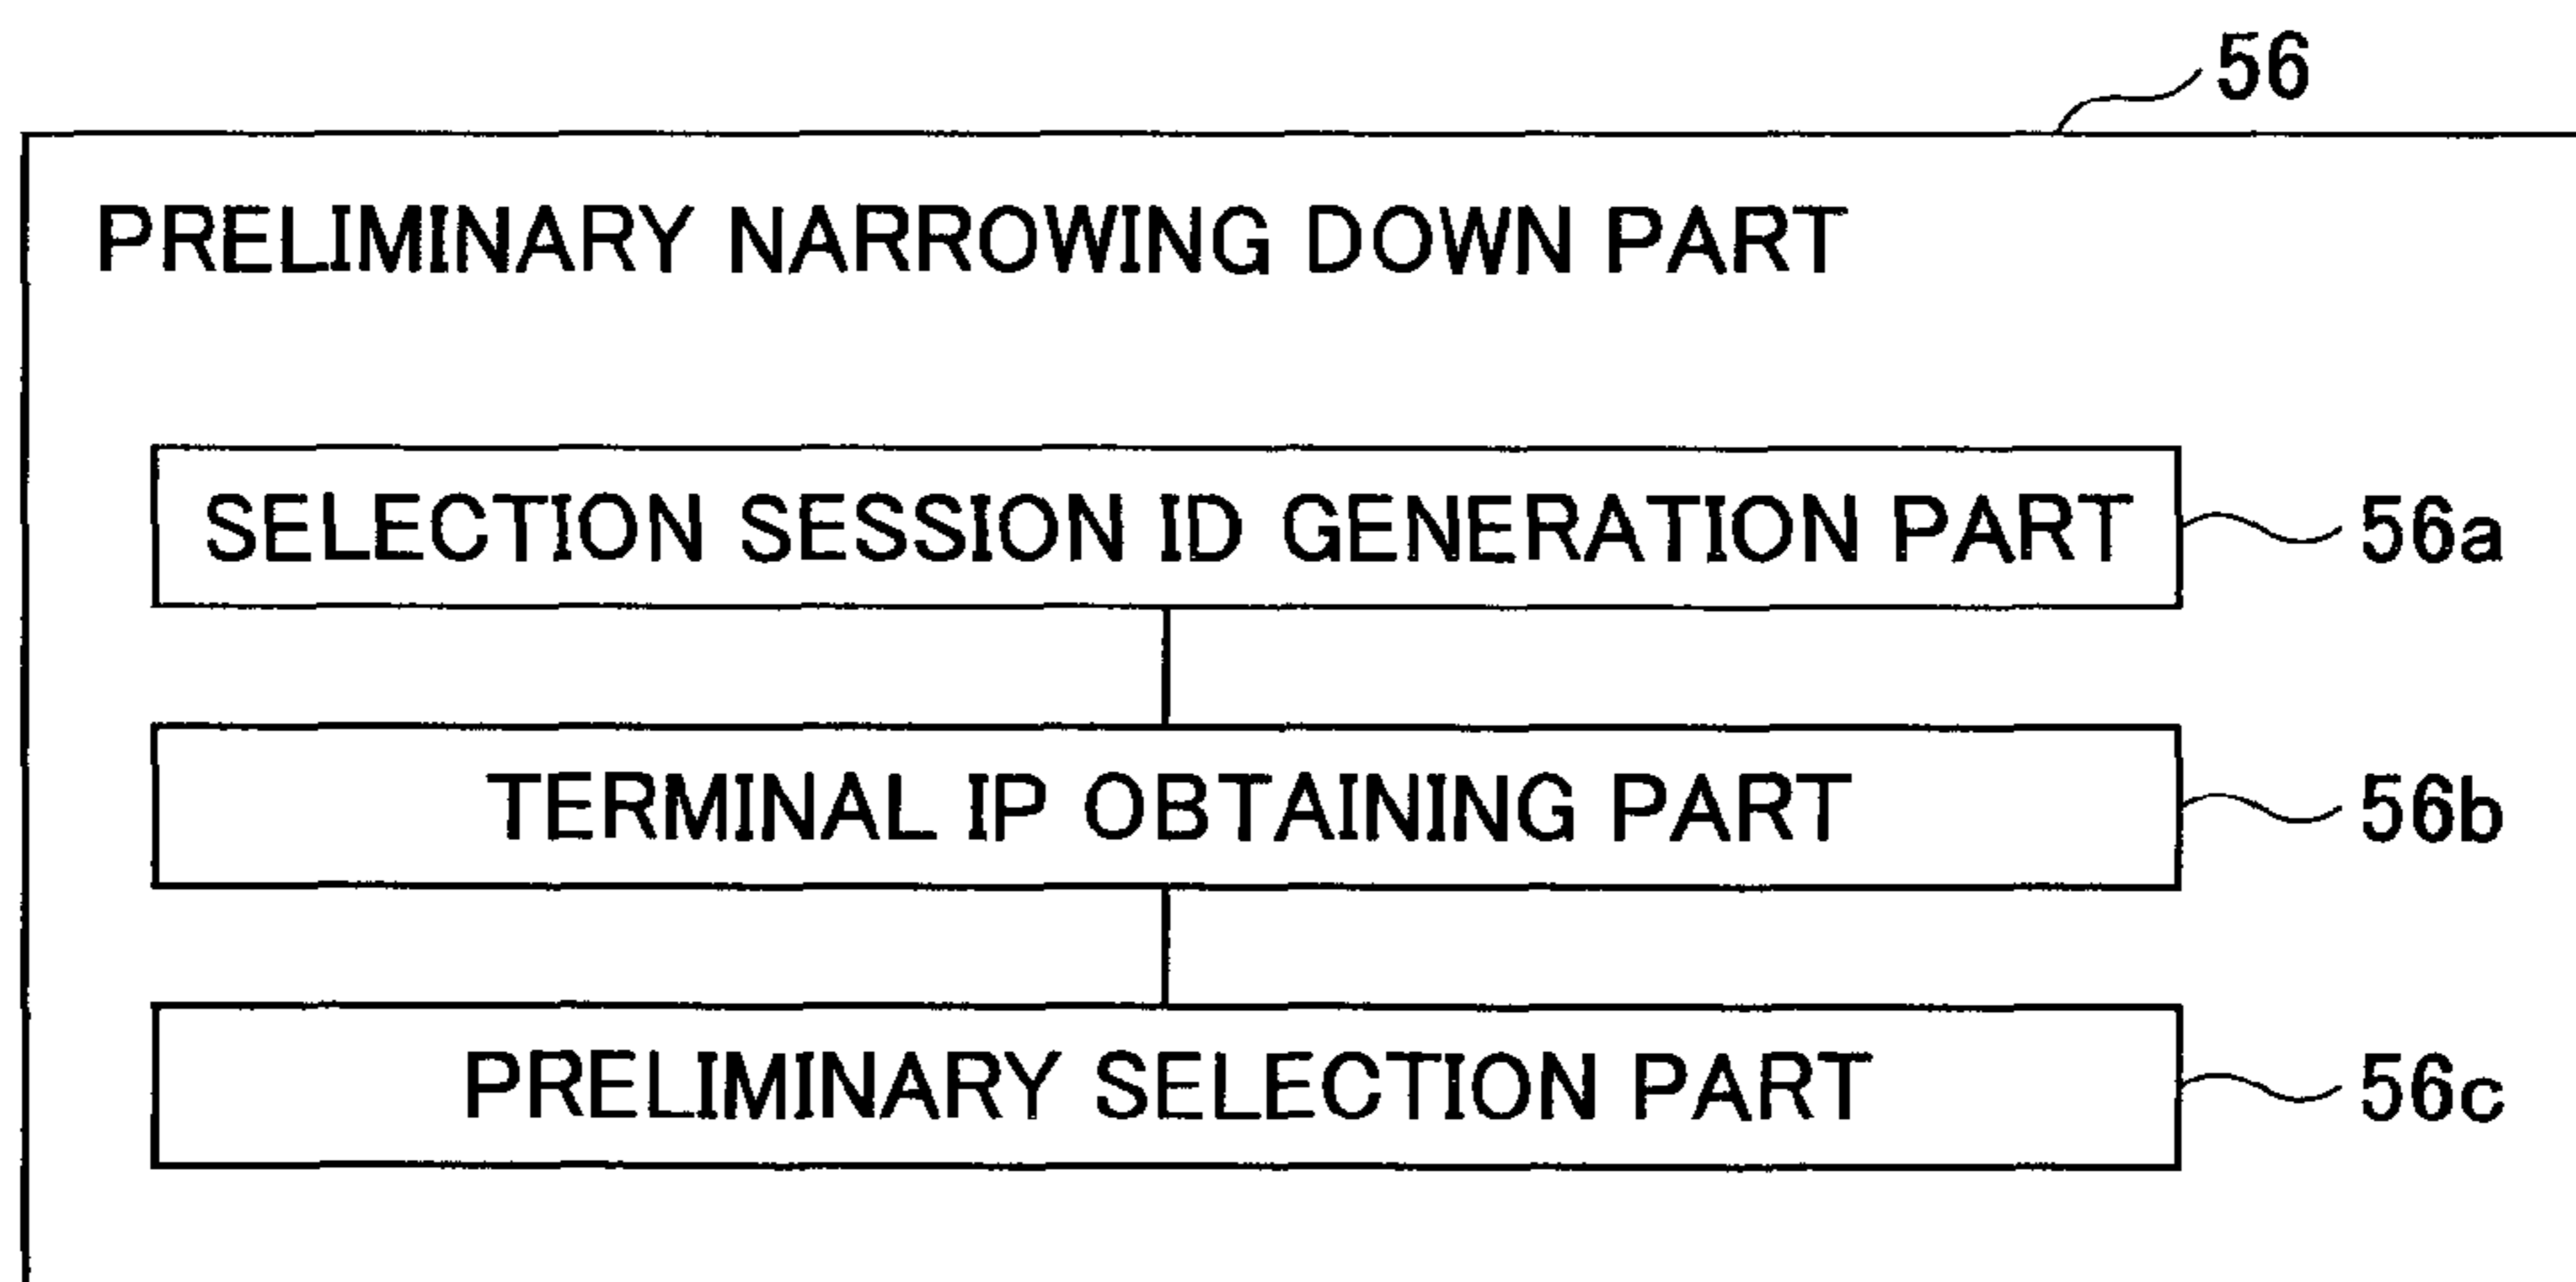 56
PRELIMINARY NARROWING DOWN PART
SELECTION SESSION ID GENERATION PART
56a
TERMINAL IP OBTAINING PART
56b
PRELIMINARY SELECTION PART
56c